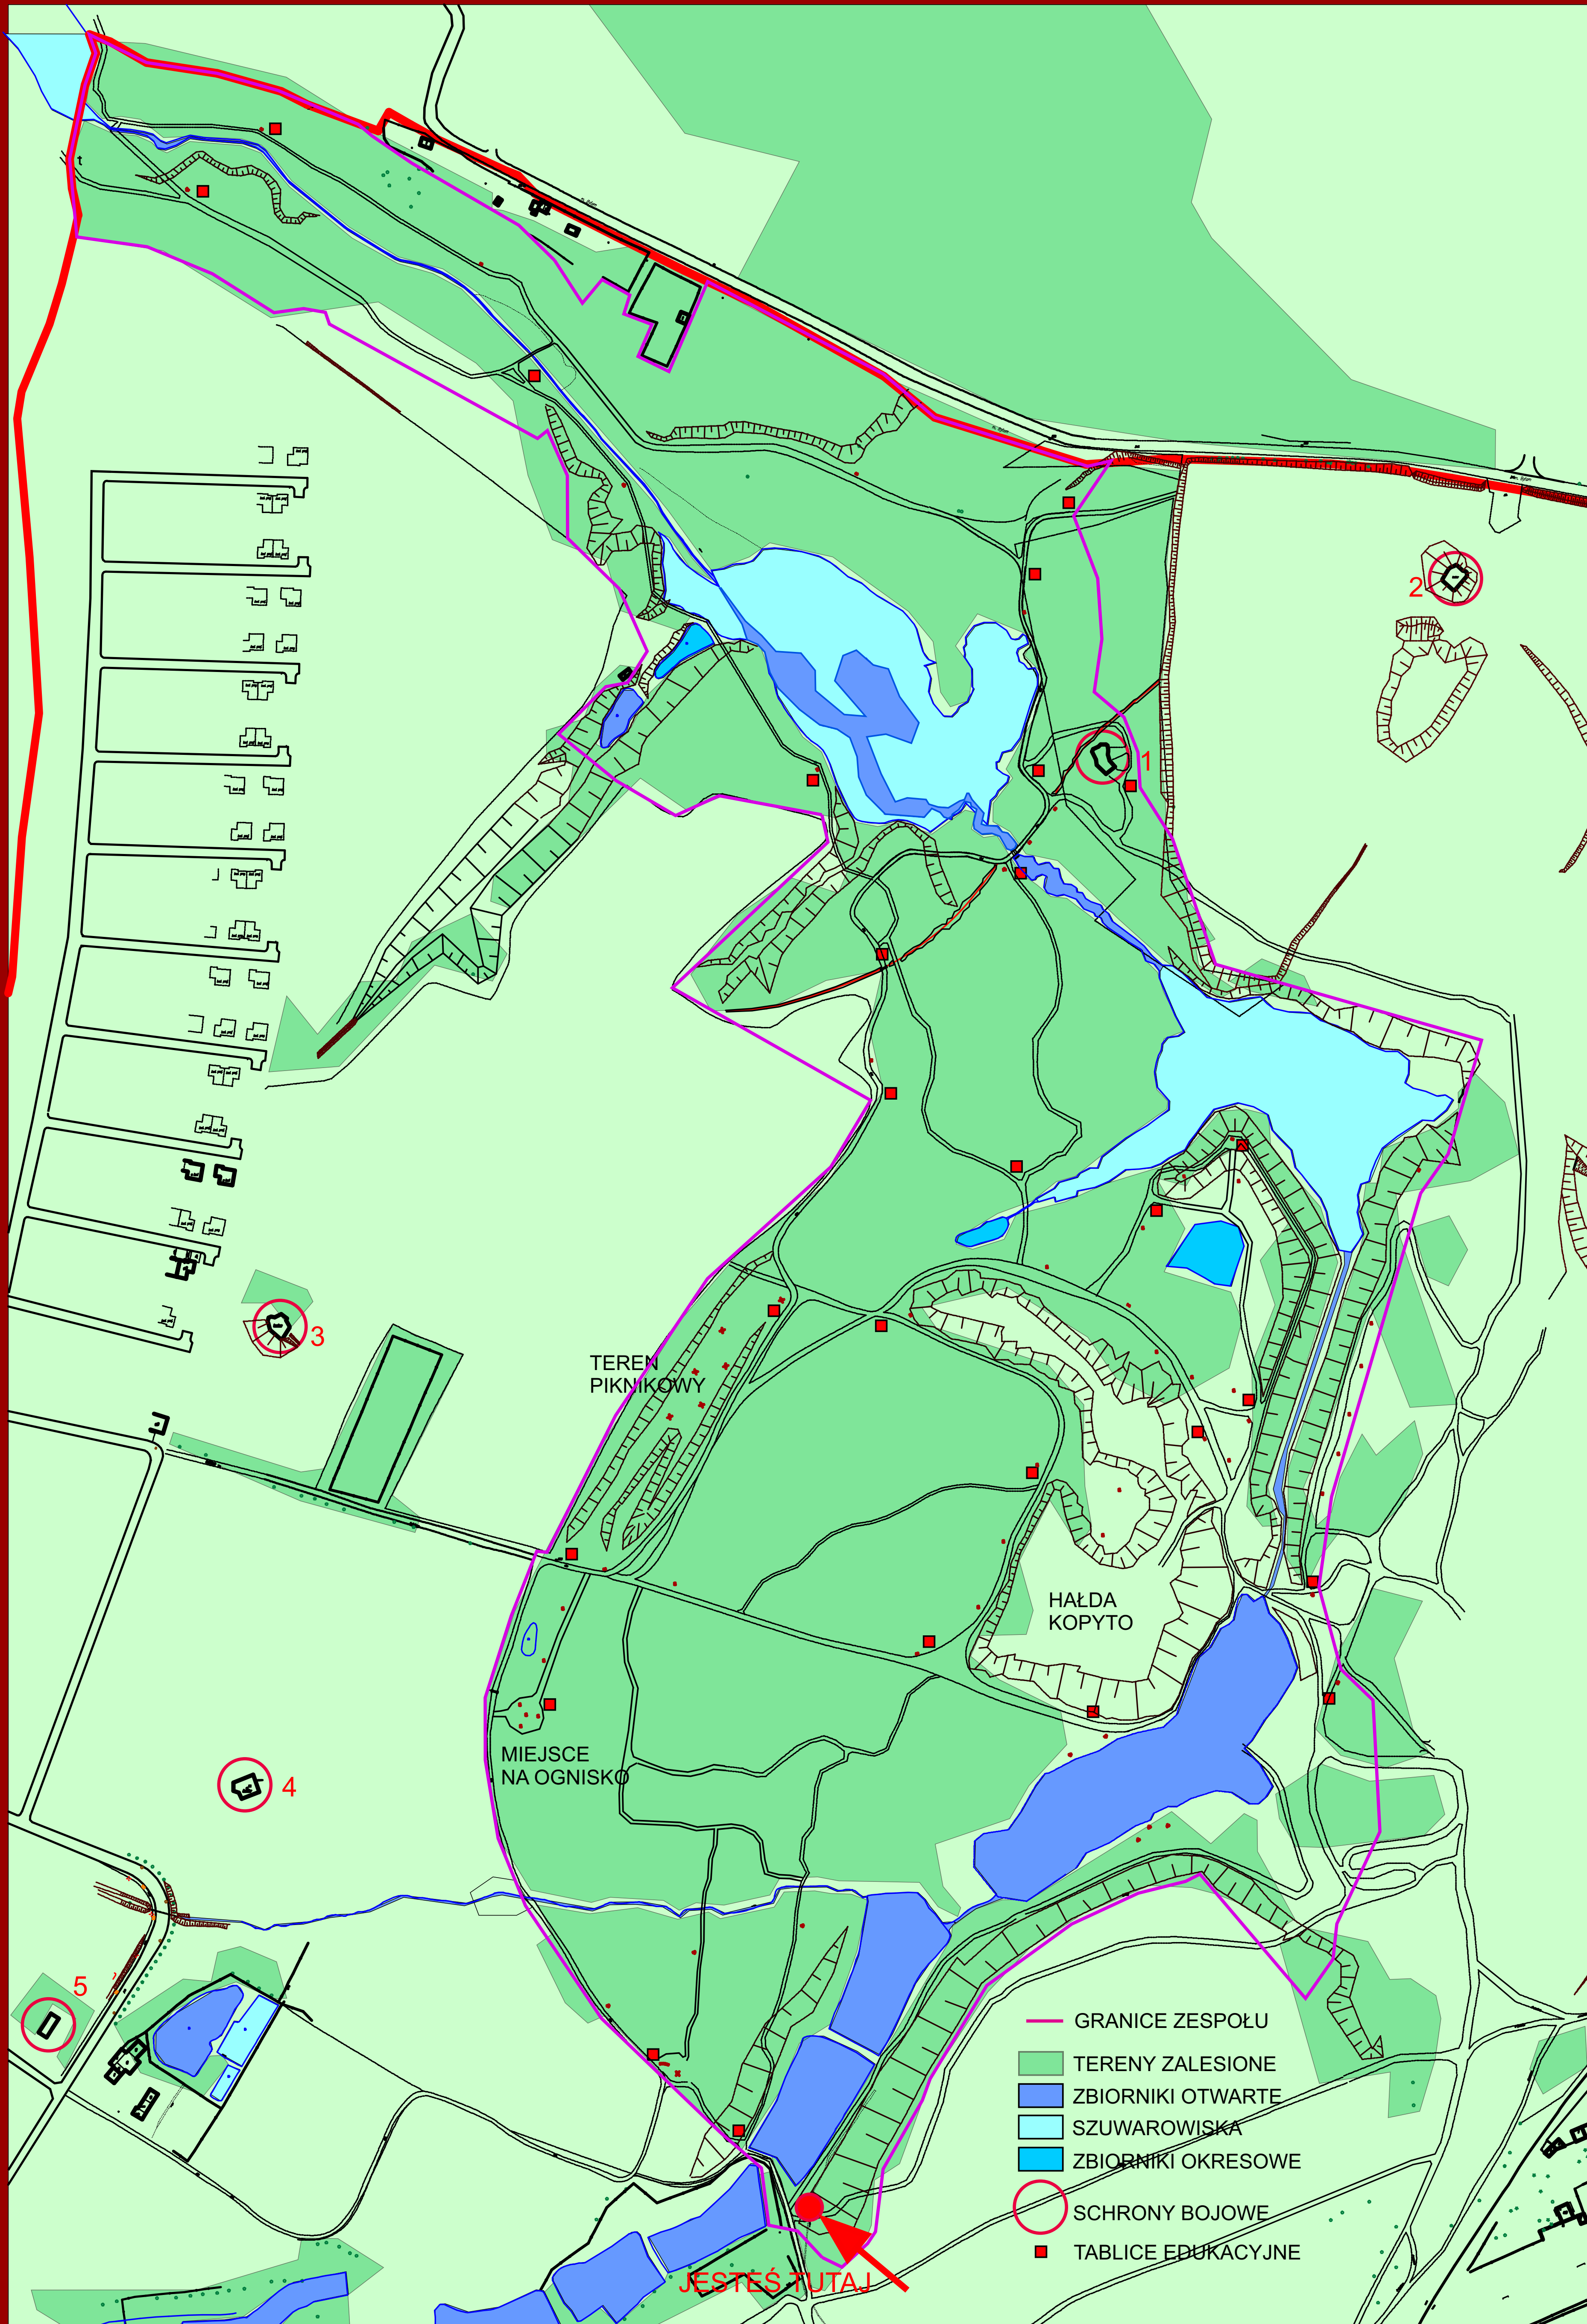 2
1
3
TEREN
PIKNIKOWY
HAŁDA
KOPYTO
MIEJSCE
NA OGNISKO
4
5
GRANICE ZESPOŁU
TERENY ZALESIONE
ZBIORNIKI OTWARTE
SZUWAROWISKA
ZBIORNIKI OKRESOWE
SCHRONY BOJOWE
TABLICE EDUKACYJNE
JESTEŚ TUTAJ